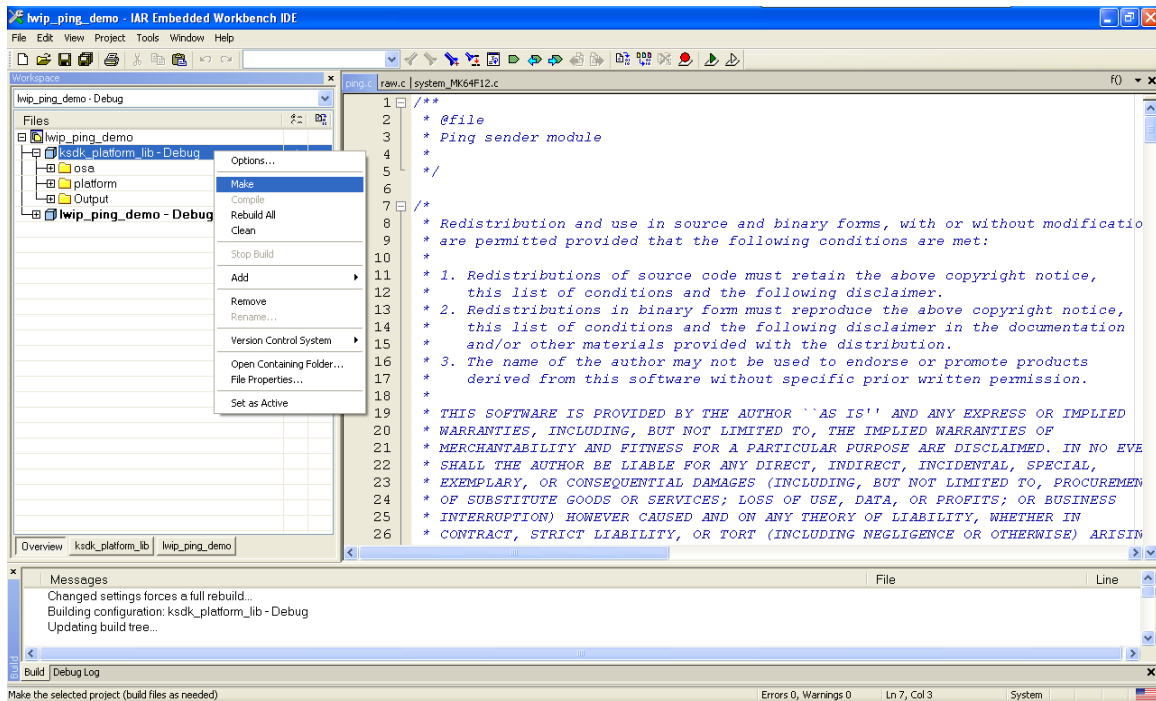 lwip_ping_demo - IAR Embedded Workbench IDE
File Edit View Project Tools Window Help
Workspace
lwip_ping_demo - Debug
Files
lwip_ping_demo
ksdk_platform_lib - Debug
osa
platform
Output
lwip_ping_demo - Debug
Options...
Make
Compile
Rebuild All
Clean
Stop Build
Add
Remove
Rename...
Version Control System
Open Containing Folder...
File Properties...
Set as Active
Overview ksdk_platform_lib lwip_ping_demo
ping.c raw.c system_MK64F12.c f()
1 /**
2 * @file
3 * Ping sender module
4 *
5 */
6
7 /*
8 * Redistribution and use in source and binary forms, with or without modificatio
9 * are permitted provided that the following conditions are met:
10 *
11 * 1. Redistributions of source code must retain the above copyright notice,
12 * this list of conditions and the following disclaimer.
13 * 2. Redistributions in binary form must reproduce the above copyright notice,
14 * this list of conditions and the following disclaimer in the documentation
15 * and/or other materials provided with the distribution.
16 * 3. The name of the author may not be used to endorse or promote products
17 * derived from this software without specific prior written permission.
18 *
19 * THIS SOFTWARE IS PROVIDED BY THE AUTHOR ``AS IS'' AND ANY EXPRESS OR IMPLIED
20 * WARRANTIES, INCLUDING, BUT NOT LIMITED TO, THE IMPLIED WARRANTIES OF
21 * MERCHANTABILITY AND FITNESS FOR A PARTICULAR PURPOSE ARE DISCLAIMED. IN NO EVE
22 * SHALL THE AUTHOR BE LIABLE FOR ANY DIRECT, INDIRECT, INCIDENTAL, SPECIAL,
23 * EXEMPLARY, OR CONSEQUENTIAL DAMAGES (INCLUDING, BUT NOT LIMITED TO, PROCUREMEN
24 * OF SUBSTITUTE GOODS OR SERVICES; LOSS OF USE, DATA, OR PROFITS; OR BUSINESS
25 * INTERRUPTION) HOWEVER CAUSED AND ON ANY THEORY OF LIABILITY, WHETHER IN
26 * CONTRACT, STRICT LIABILITY, OR TORT (INCLUDING NEGLIGENCE OR OTHERWISE) ARISIN
Messages File Line
Changed settings forces a full rebuild...
Building configuration: ksdk_platform_lib - Debug
Updating build tree...
Build
Build Debug Log
Make the selected project (build files as needed) Errors 0, Warnings 0 Ln 7, Col 3 System